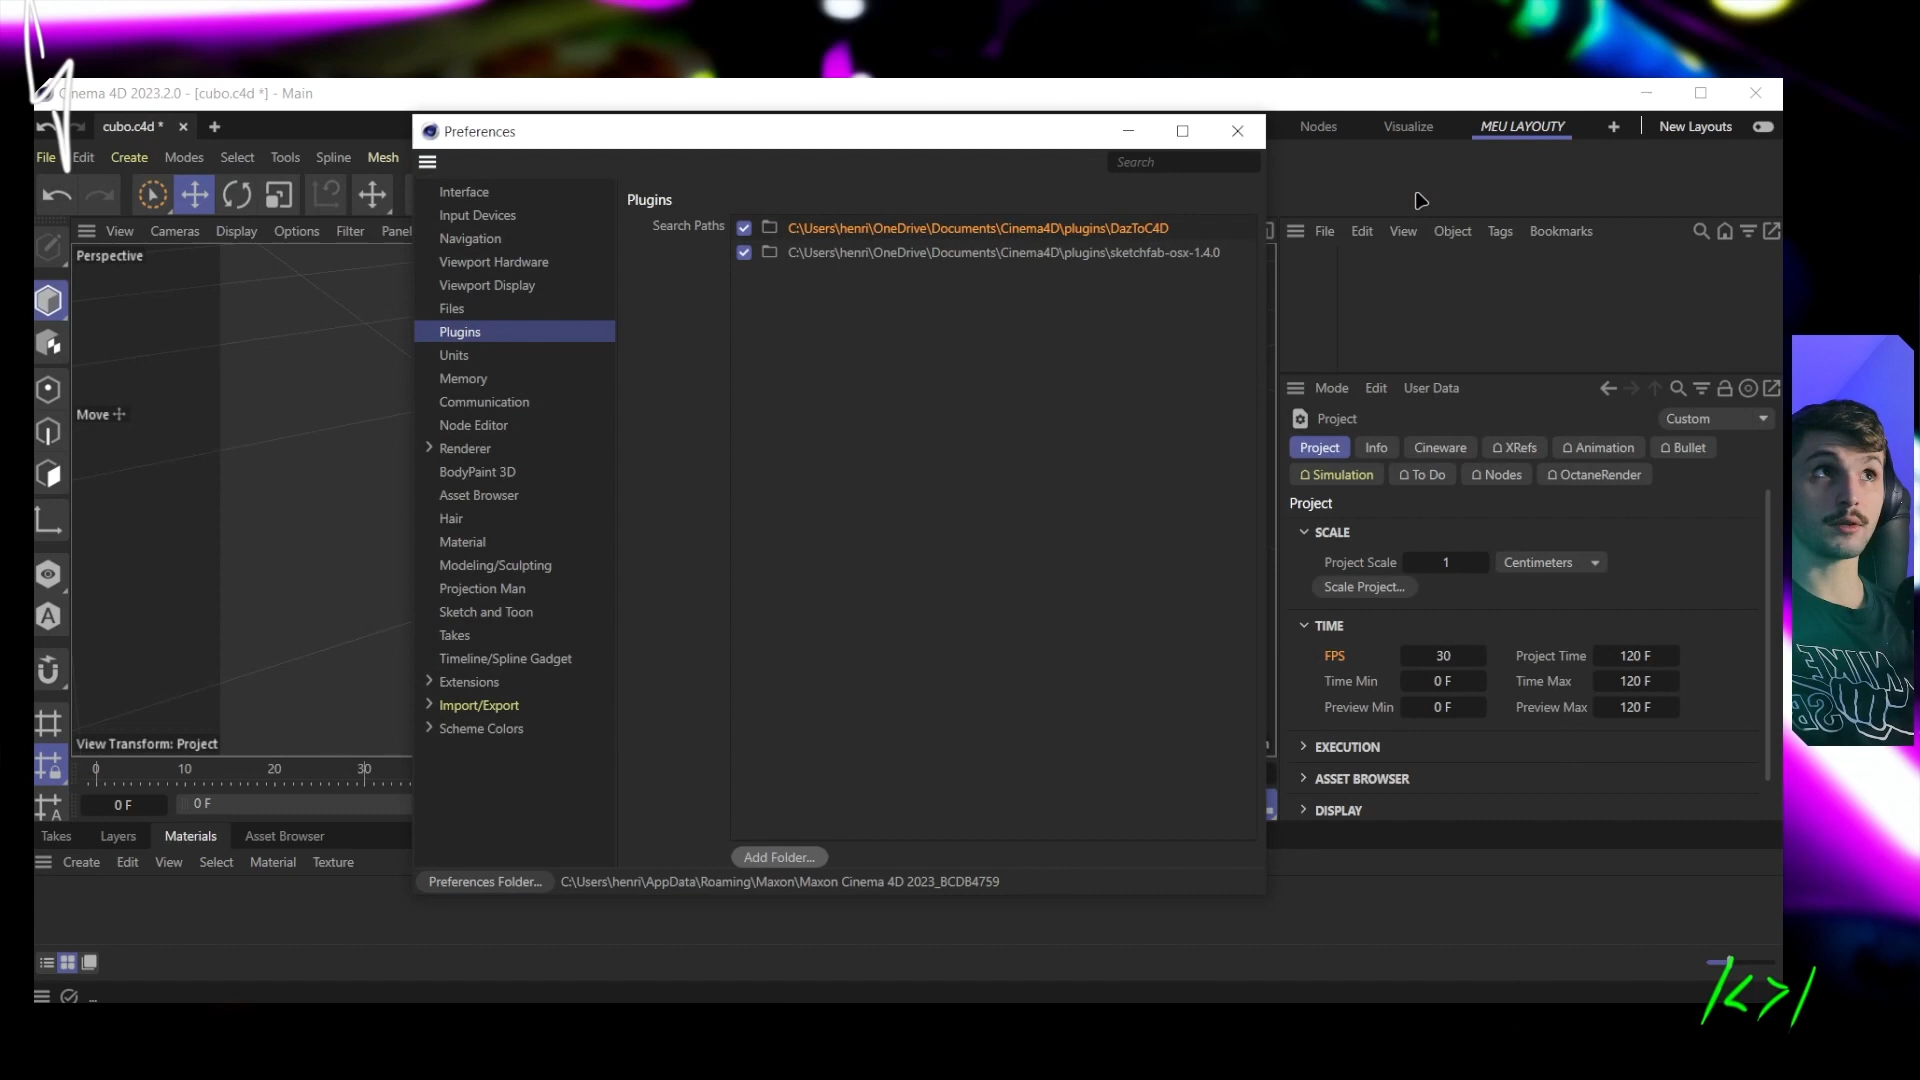 Cinema 4D 2023.2.0 - [cubo.c4d *] - Main
cubo.c4d *
Nodes
Visualize
MEU LAYOUTY
New Layouts
File Edit Create Modes Select Tools Spline Mesh
View Cameras Display Options Filter Panel
Perspective
Move
View Transform: Project
0 10 20 30
0 F
0 F
Takes Layers Materials Asset Browser
Create Edit View Select Material Texture
...
Preferences
Search
Interface
Input Devices
Navigation
Viewport Hardware
Viewport Display
Files
Plugins
Units
Memory
Communication
Node Editor
Renderer
BodyPaint 3D
Asset Browser
Hair
Material
Modeling/Sculpting
Projection Man
Sketch and Toon
Takes
Timeline/Spline Gadget
Extensions
Import/Export
Scheme Colors
Plugins
Search Paths
C:\Users\henri\OneDrive\Documents\Cinema4D\plugins\DazToC4D
C:\Users\henri\OneDrive\Documents\Cinema4D\plugins\sketchfab-osx-1.4.0
Add Folder...
Preferences Folder... C:\Users\henri\AppData\Roaming\Maxon\Maxon Cinema 4D 2023_BCDB4759
File Edit View Object Tags Bookmarks
Mode Edit User Data
Project
Custom
Project Info Cineware XRefs Animation Bullet
Simulation To Do Nodes OctaneRender
Project
SCALE
Project Scale 1 Centimeters
Scale Project...
TIME
FPS 30 Project Time 120 F
Time Min 0 F Time Max 120 F
Preview Min 0 F Preview Max 120 F
EXECUTION
ASSET BROWSER
DISPLAY